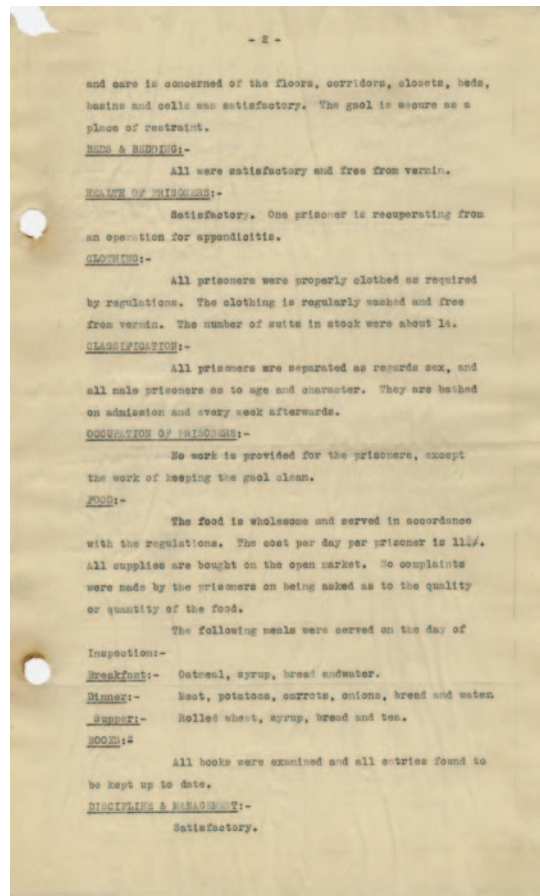 - 2 -
and care is concerned of the floors, corridors, closets, beds,
basins and cells was satisfactory. The gaol is secure as a
place of restraint.
BEDS & BEDDING:-
All were satisfactory and free from vermin.
HEALTH OF PRISONERS:-
Satisfactory. One prisoner is recuperating from
an operation for appendicitis.
CLOTHING:-
All prisoners were properly clothed as required
by regulations. The clothing is regularly washed and free
from vermin. The number of suits in stock were about 14.
CLASSIFICATION:-
All prisoners are separated as regards sex, and
all male prisoners as to age and character. They are bathed
on admission and every week afterwards.
OCCUPATION OF PRISONERS:-
No work is provided for the prisoners, except
the work of keeping the gaol clean.
FOOD:-
The food is wholesome and served in accordance
with the regulations. The cost per day per prisoner is
All supplies are bought on the open market. No complaints
were made by the prisoners on being asked as to the quality
or quantity of the food.
The following meals were served on the day of
Inspection:-
Breakfast:- Oatmeal, syrup, bread andwater.
Dinner:- Meat, potatoes, carrots, onions, bread and water
Supper:- Rolled wheat, syrup, bread and tea.
BOOKS:=
All books were examined and all entries found to
be kept up to date.
DISCIPLINE & MANAGEMENT:-
Satisfactory.